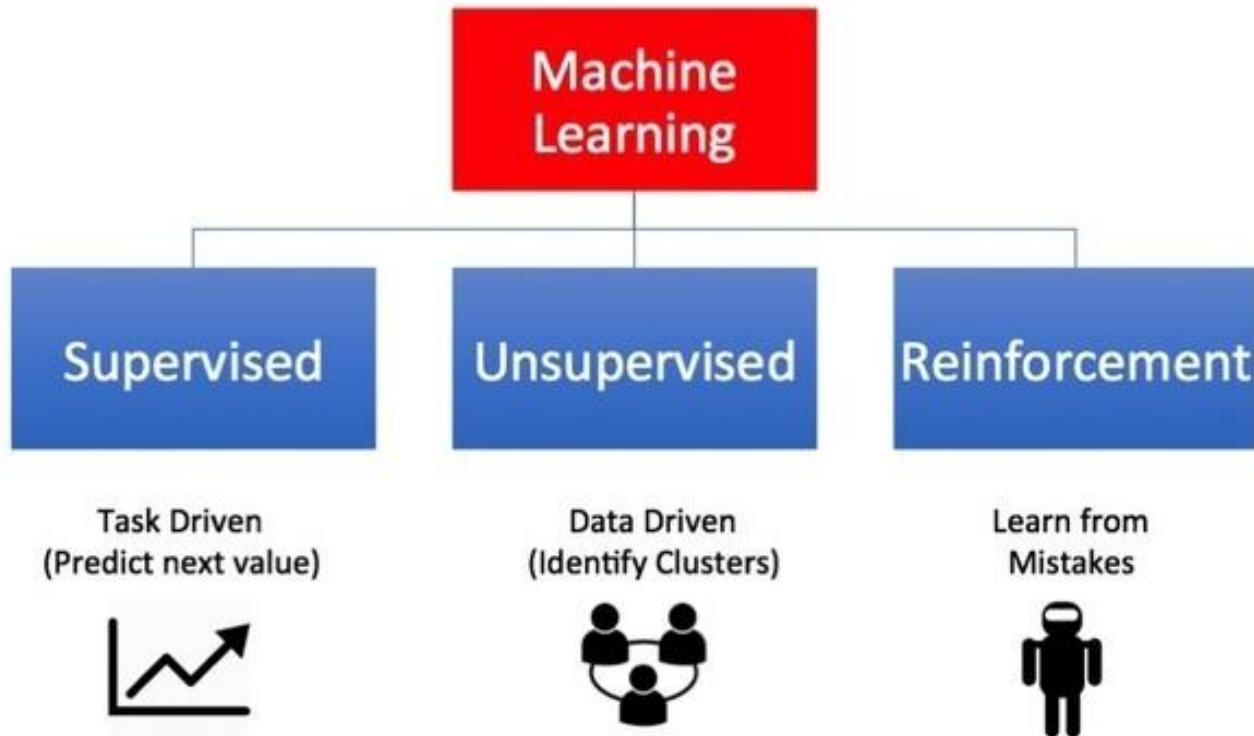 Machine
Learning
Supervised
Unsupervised
Reinforcement
Task Driven
(Predict next value)
Data Driven
(Identify Clusters)
Learn from
Mistakes